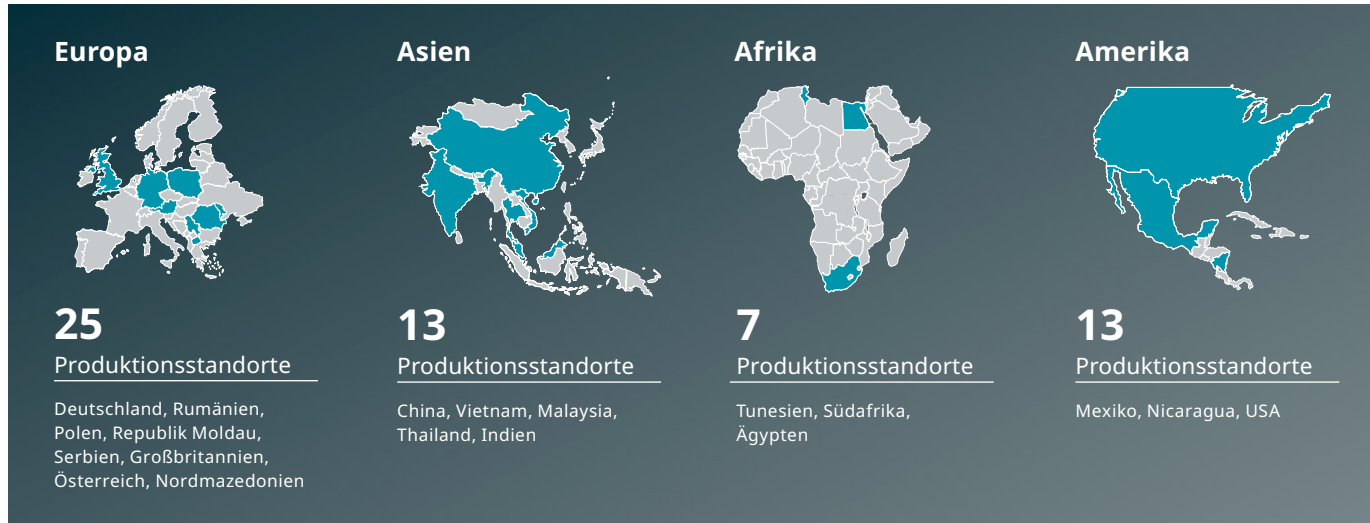 Europa
25
Produktionsstandorte
Deutschland, Rumänien,
Polen, Republik Moldau,
Serbien, Großbritannien,
Österreich, Nordmazedonien
Asien
13
Produktionsstandorte
China, Vietnam, Malaysia,
Thailand, Indien
Afrika
7
Produktionsstandorte
Tunesien, Südafrika,
Ägypten
Amerika
13
Produktionsstandorte
Mexiko, Nicaragua, USA